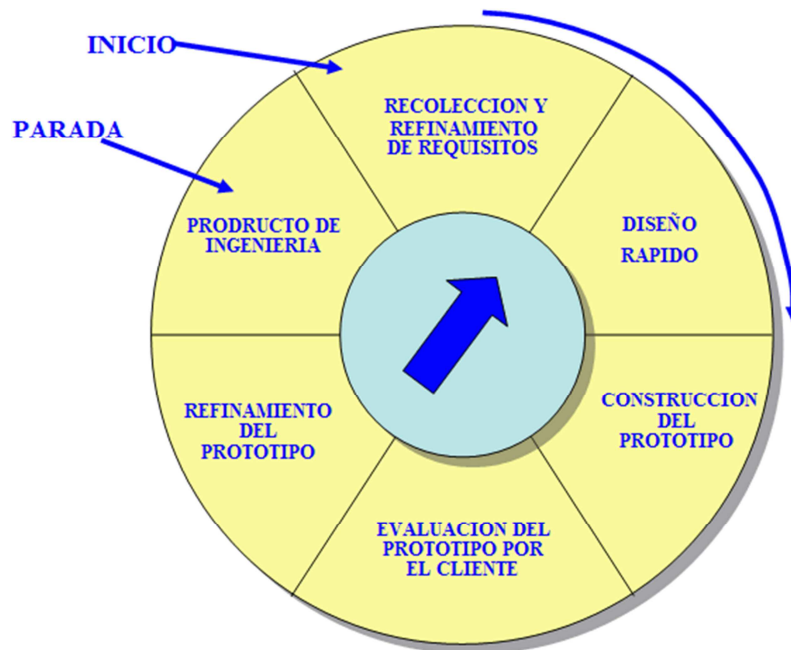 INICIO
PARADA
RECOLECCION Y
REFINAMIENTO
DE REQUISITOS
DISEÑO
RAPIDO
CONSTRUCCION
DEL
PROTOTIPO
EVALUACION DEL
PROTOTIPO POR
EL CLIENTE
REFINAMIENTO
DEL
PROTOTIPO
PRODRUCTO DE
INGENIERIA